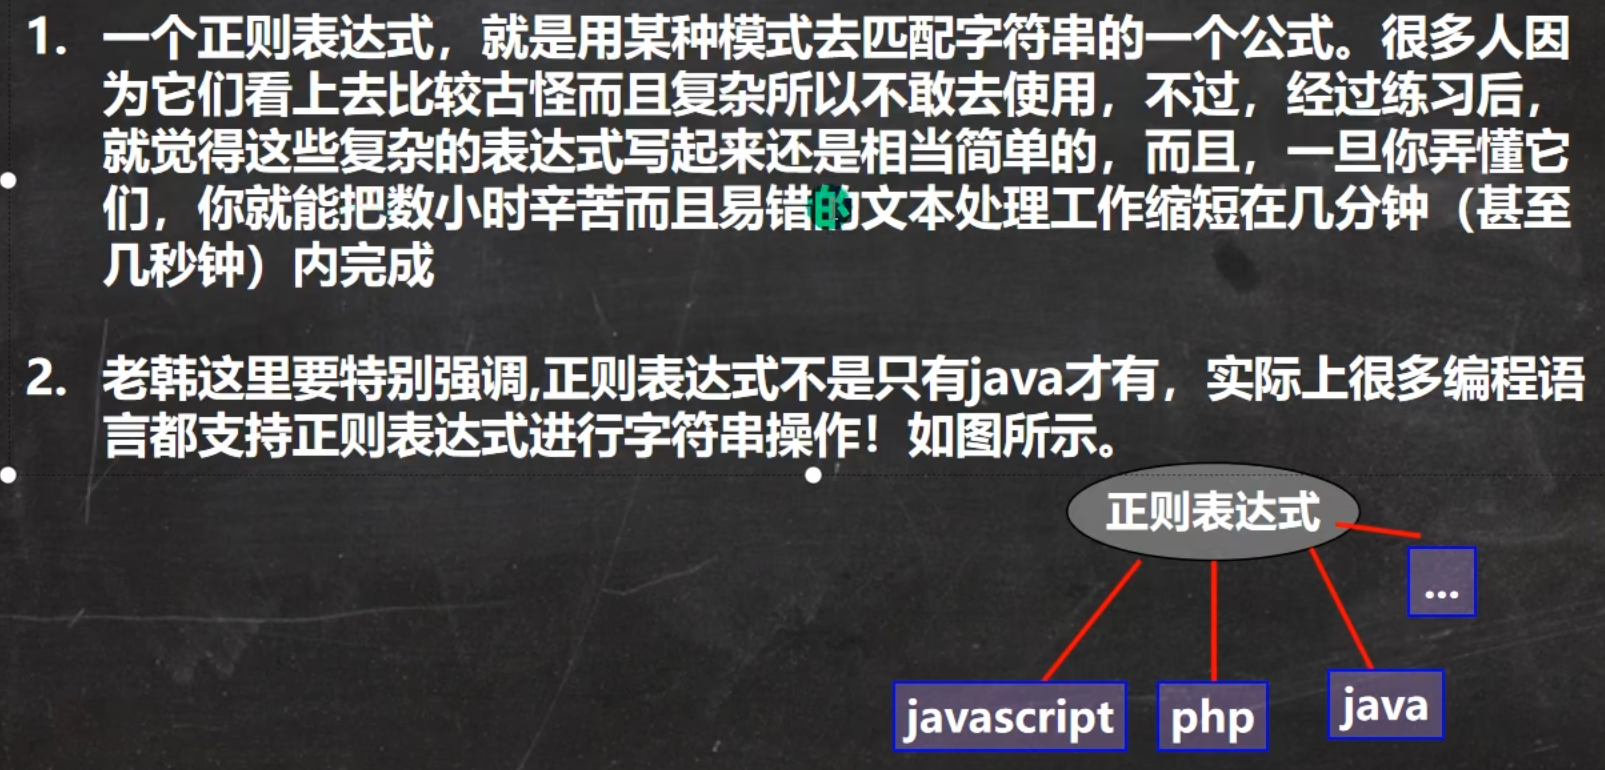 1. 一个正则表达式，就是用某种模式去匹配字符串的一个公式。很多人因
为它们看上去比较古怪而且复杂所以不敢去使用，不过，经过练习后，
就觉得这些复杂的表达式写起来还是相当简单的，而且，一旦你弄懂它
们，你就能把数小时辛苦而且易错的文本处理工作缩短在几分钟（甚至
几秒钟）内完成
2. 老韩这里要特别强调,正则表达式不是只有java才有，实际上很多编程语
言都支持正则表达式进行字符串操作！如图所示。
正则表达式
...
javascript
php
java